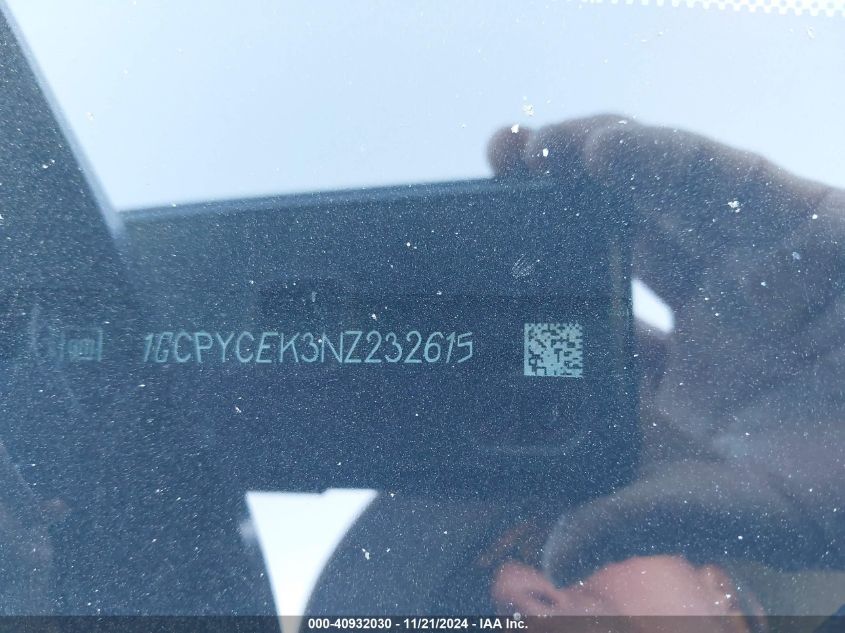 1GCPYCEK3NZ232615
000-40932030 - 11/21/2024 - IAA Inc.